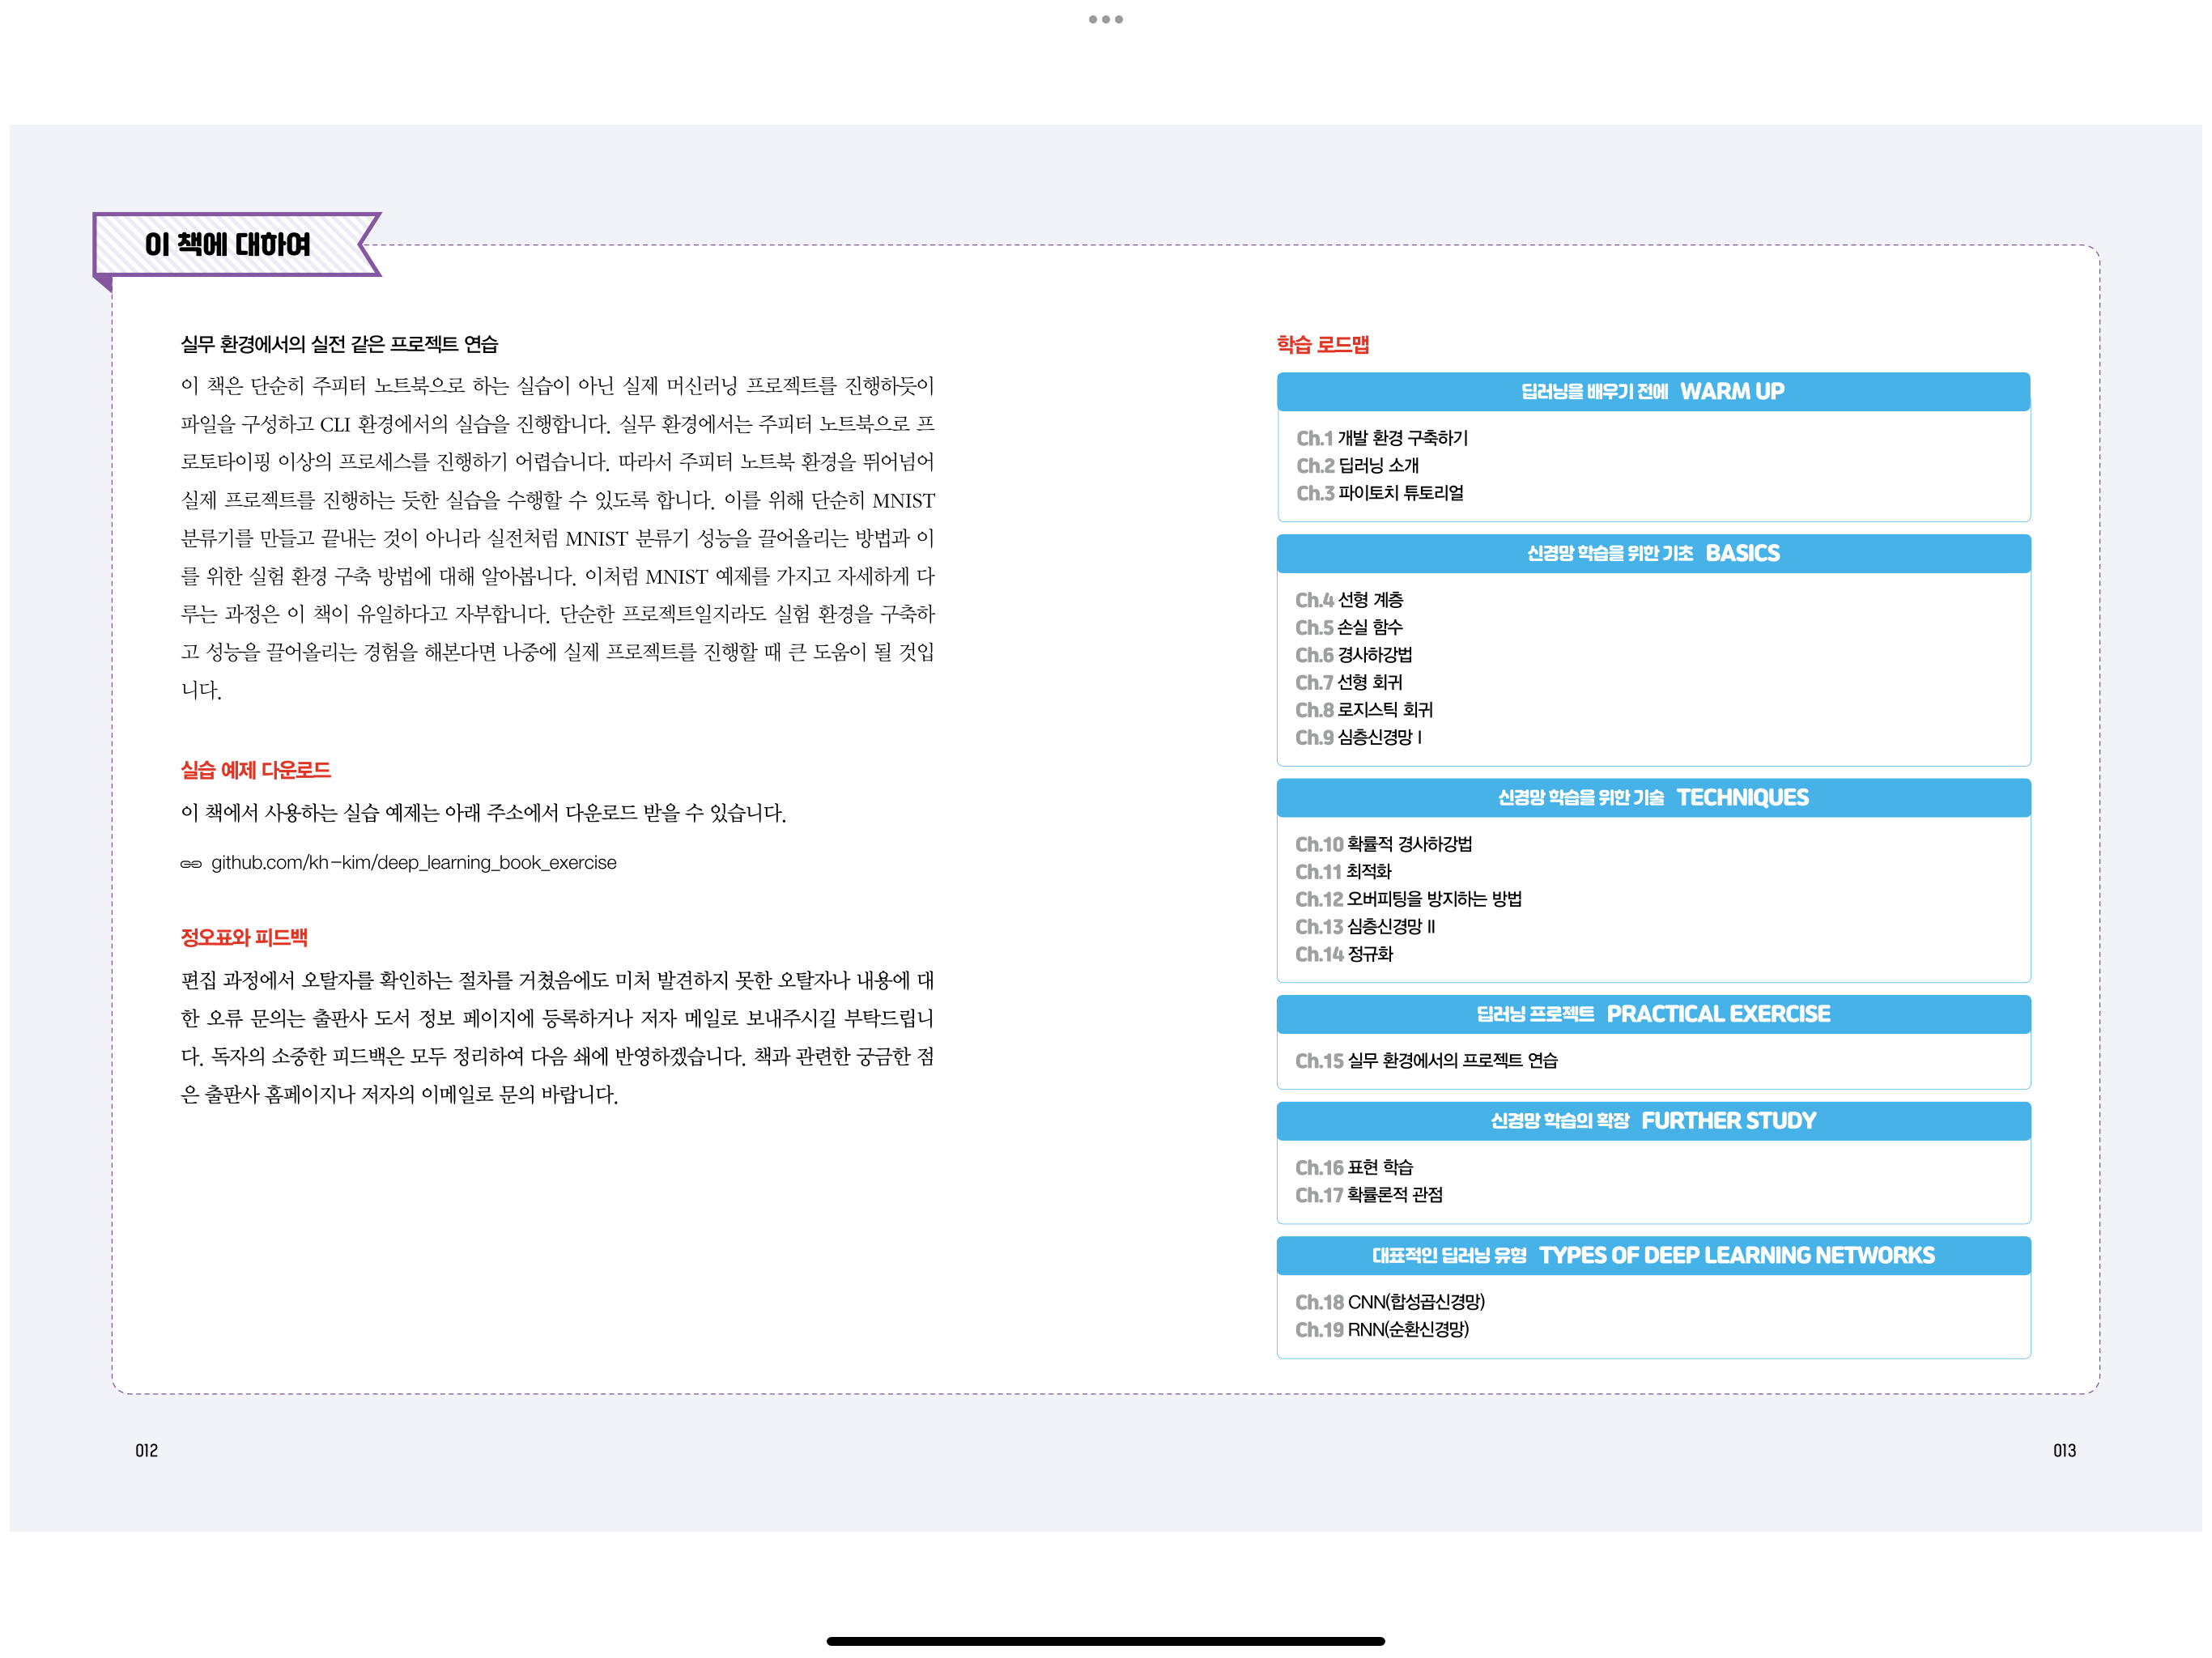 이 책에 대하여
실무 환경에서의 실전 같은 프로젝트 연습
이 책은 단순히 주피터 노트북으로 하는 실습이 아닌 실제 머신러닝 프로젝트를 진행하듯이
파일을 구성하고 CLI 환경에서의 실습을 진행합니다. 실무 환경에서는 주피터 노트북으로 프
로토타이핑 이상의 프로세스를 진행하기 어렵습니다. 따라서 주피터 노트북 환경을 뛰어넘어
실제 프로젝트를 진행하는 듯한 실습을 수행할 수 있도록 합니다. 이를 위해 단순히 MNIST
분류기를 만들고 끝내는 것이 아니라 실전처럼 MNIST 분류기 성능을 끌어올리는 방법과 이
를 위한 실험 환경 구축 방법에 대해 알아봅니다. 이처럼 MNIST 예제를 가지고 자세하게 다
루는 과정은 이 책이 유일하다고 자부합니다. 단순한 프로젝트일지라도 실험 환경을 구축하
고 성능을 끌어올리는 경험을 해본다면 나중에 실제 프로젝트를 진행할 때 큰 도움이 될 것입
니다.
실습 예제 다운로드
이 책에서 사용하는 실습 예제는 아래 주소에서 다운로드 받을 수 있습니다.
github.com/kh-kim/deep_learning_book_exercise
정오표와 피드백
편집 과정에서 오탈자를 확인하는 절차를 거쳤음에도 미처 발견하지 못한 오탈자나 내용에 대
한 오류 문의는 출판사 도서 정보 페이지에 등록하거나 저자 메일로 보내주시길 부탁드립니
다. 독자의 소중한 피드백은 모두 정리하여 다음 쇄에 반영하겠습니다. 책과 관련한 궁금한 점
은 출판사 홈페이지나 저자의 이메일로 문의 바랍니다.
012
학습 로드맵
딥러닝을 배우기 전에 WARM UP
Ch.1 개발 환경 구축하기
Ch.2 딥러닝 소개
Ch.3 파이토치 튜토리얼
신경망 학습을 위한 기초 BASICS
Ch.4 선형 계층
Ch.5 손실 함수
Ch.6 경사하강법
Ch.7 선형 회귀
Ch.8 로지스틱 회귀
Ch.9 심층신경망 I
신경망 학습을 위한 기술 TECHNIQUES
Ch.10 확률적 경사하강법
Ch.11 최적화
Ch.12 오버피팅을 방지하는 방법
Ch.13 심층신경망 II
Ch.14 정규화
딥러닝 프로젝트 PRACTICAL EXERCISE
Ch.15 실무 환경에서의 프로젝트 연습
신경망 학습의 확장 FURTHER STUDY
Ch.16 표현 학습
Ch.17 확률론적 관점
대표적인 딥러닝 유형 TYPES OF DEEP LEARNING NETWORKS
Ch.18 CNN(합성곱신경망)
Ch.19 RNN(순환신경망)
013